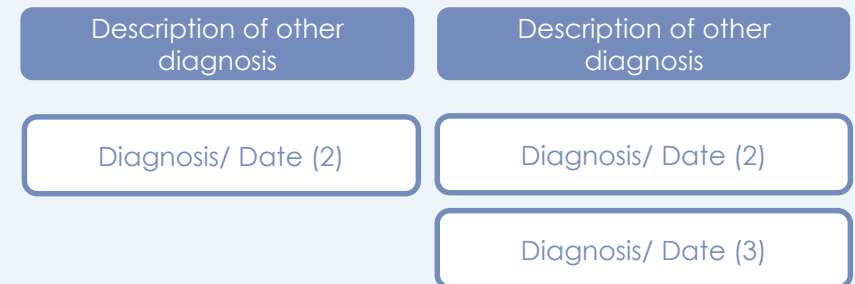 Description of other
diagnosis
Description of other
diagnosis
Diagnosis/ Date (2)
Diagnosis/ Date (2)
Diagnosis/ Date (3)